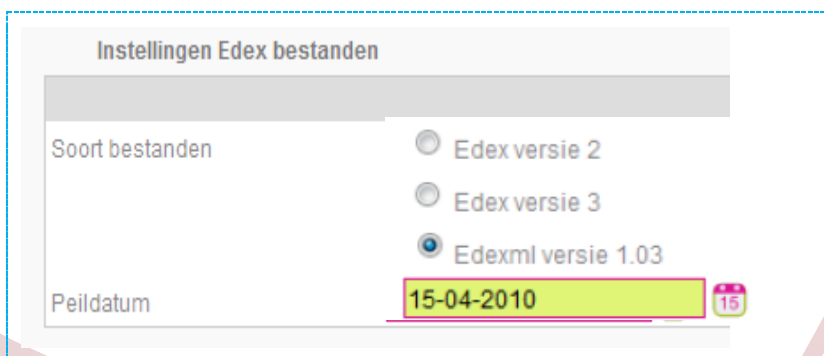 Instellingen Edex bestanden
Soort bestanden
Edex versie 2
Edex versie 3
Edexml versie 1.03
Peildatum
15-04-2010
15